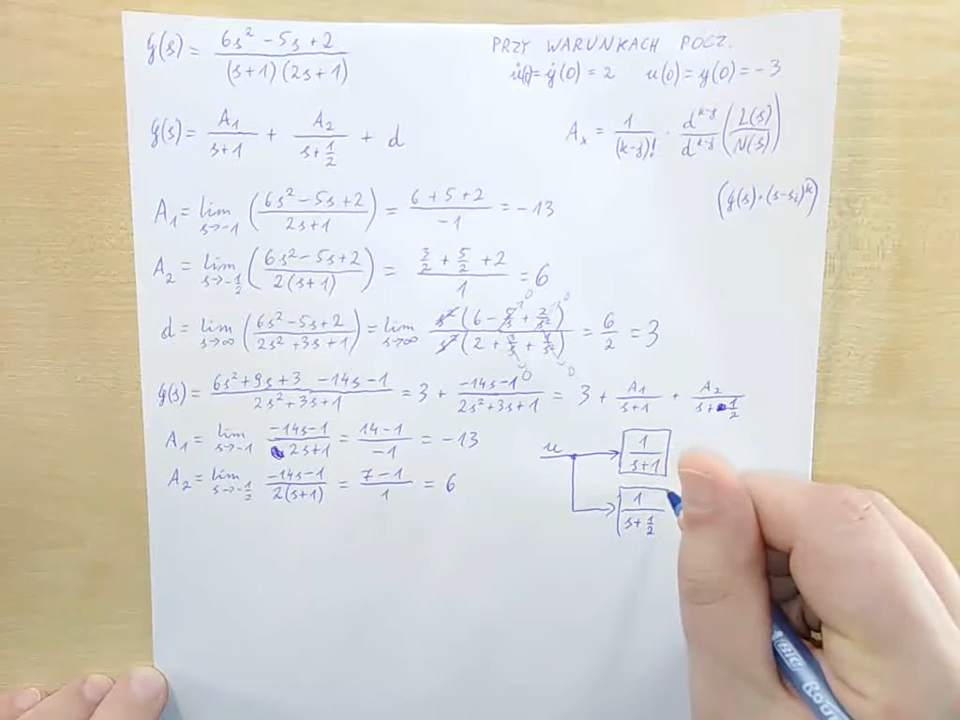 g(s) = (6s² - 5s + 2) / ((s+1)(2s+1))
PRZY WARUNKACH POCZ.
u̇(0) = ẏ(0) = 2 u(0) = y(0) = -3
g(s) = A₁/(s+1) + A₂/(s+1/2) + d
(g(s)·(s-sᵢ)ᵏ)
A₁ = lim s→-1 ((6s² - 5s + 2)/(2s+1)) = (6+5+2)/(-1) = -13
A₂ = lim s→-1/2 ((6s² - 5s + 2)/(2(s+1))) = (3/2 + 5/2 + 2)/1 = 6
d = lim s→∞ ((6s² - 5s + 2)/(2s² + 3s + 1)) = lim s→∞ (s²(6 - 5/s + 2/s²))/(s²(2 + 3/s + 1/s²)) = 6/2 = 3
g(s) = (6s² + 9s + 3 - 14s - 1)/(2s² + 3s + 1) = 3 + (-14s - 1)/(2s² + 3s + 1) = 3 + A₁/(s+1) + A₂/(s+1/2)
A₁ = lim s→-1 (-14s - 1)/(2s+1) = (14-1)/(-1) = -13
A₂ = lim s→-1/2 (-14s - 1)/(2(s+1)) = (7-1)/1 = 6
u
1/(s+1)
1/(s+1/2)
BIC